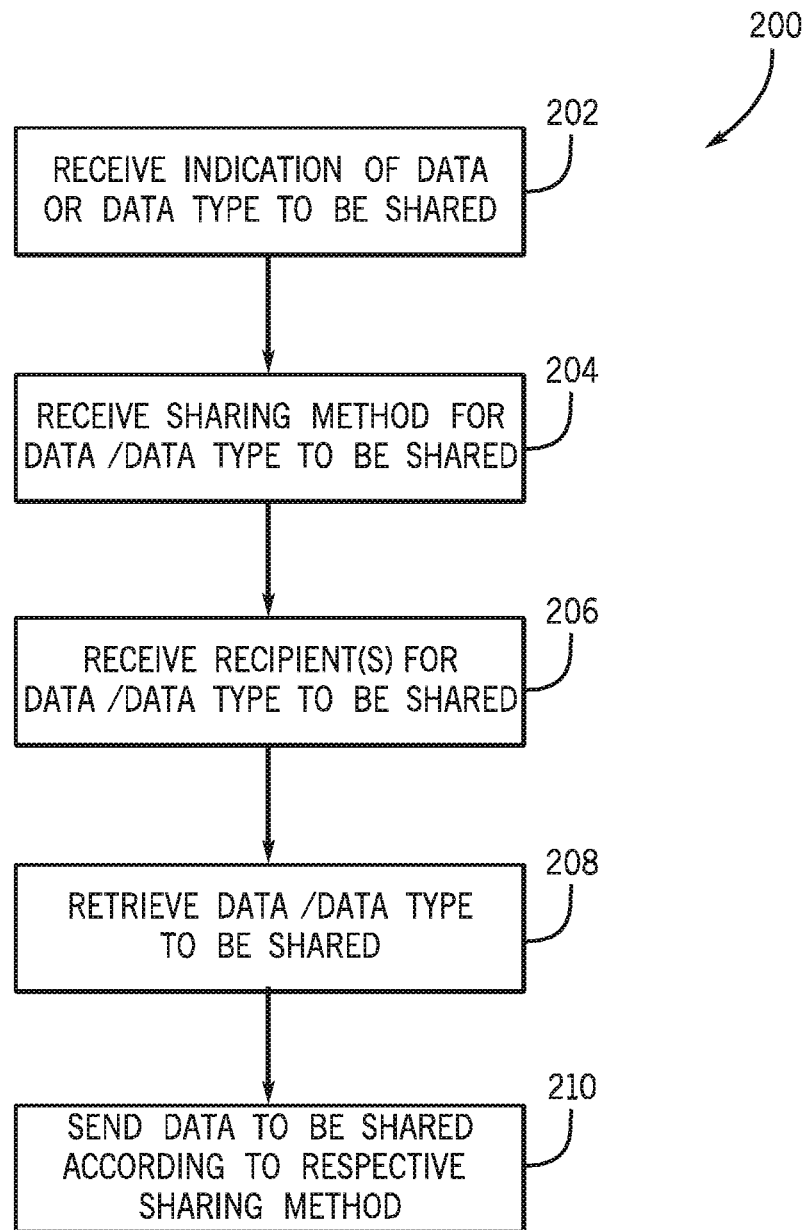 200
202
RECEIVE INDICATION OF DATA
OR DATA TYPE TO BE SHARED
204
RECEIVE SHARING METHOD FOR
DATA /DATA TYPE TO BE SHARED
206
RECEIVE RECIPIENT(S) FOR
DATA /DATA TYPE TO BE SHARED
208
RETRIEVE DATA /DATA TYPE
TO BE SHARED
210
SEND DATA TO BE SHARED
ACCORDING TO RESPECTIVE
SHARING METHOD